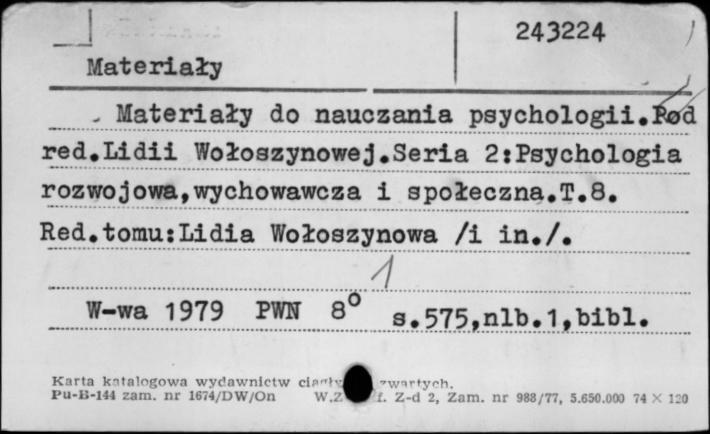 243224
Materiały
Materiały do nauczania psychologii.Pod
red.Lidii Wołoszynowej.Seria 2:Psychologia
rozwojowa,wychowawcza i społeczna.T.8.
Red.tomu:Lidia Wołoszynowa /i in./.
1
W-wa 1979 PWN 8° s.575,nlb.1,bibl.
Karta katalogowa wydawnictw zwartych.
Pu-B-144 zam. nr 1674/DW/On Z-d 2, Zam. nr 988/77, 5.650.000 74 × 120